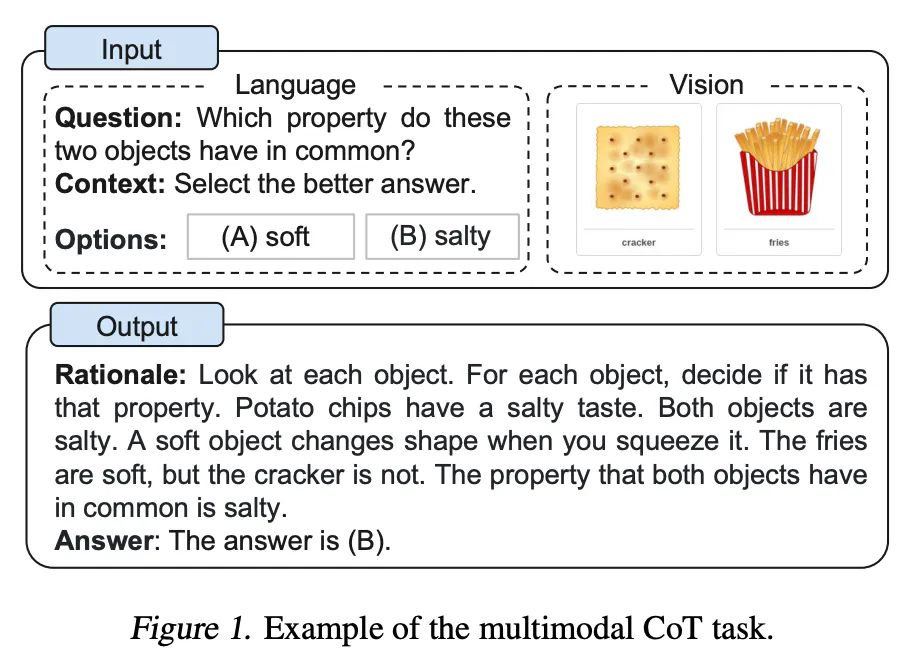 Input
Language
Question: Which property do these
two objects have in common?
Context: Select the better answer.
Options: (A) soft (B) salty
Vision
cracker fries
Output
Rationale: Look at each object. For each object, decide if it has
that property. Potato chips have a salty taste. Both objects are
salty. A soft object changes shape when you squeeze it. The fries
are soft, but the cracker is not. The property that both objects have
in common is salty.
Answer: The answer is (B).
Figure 1. Example of the multimodal CoT task.